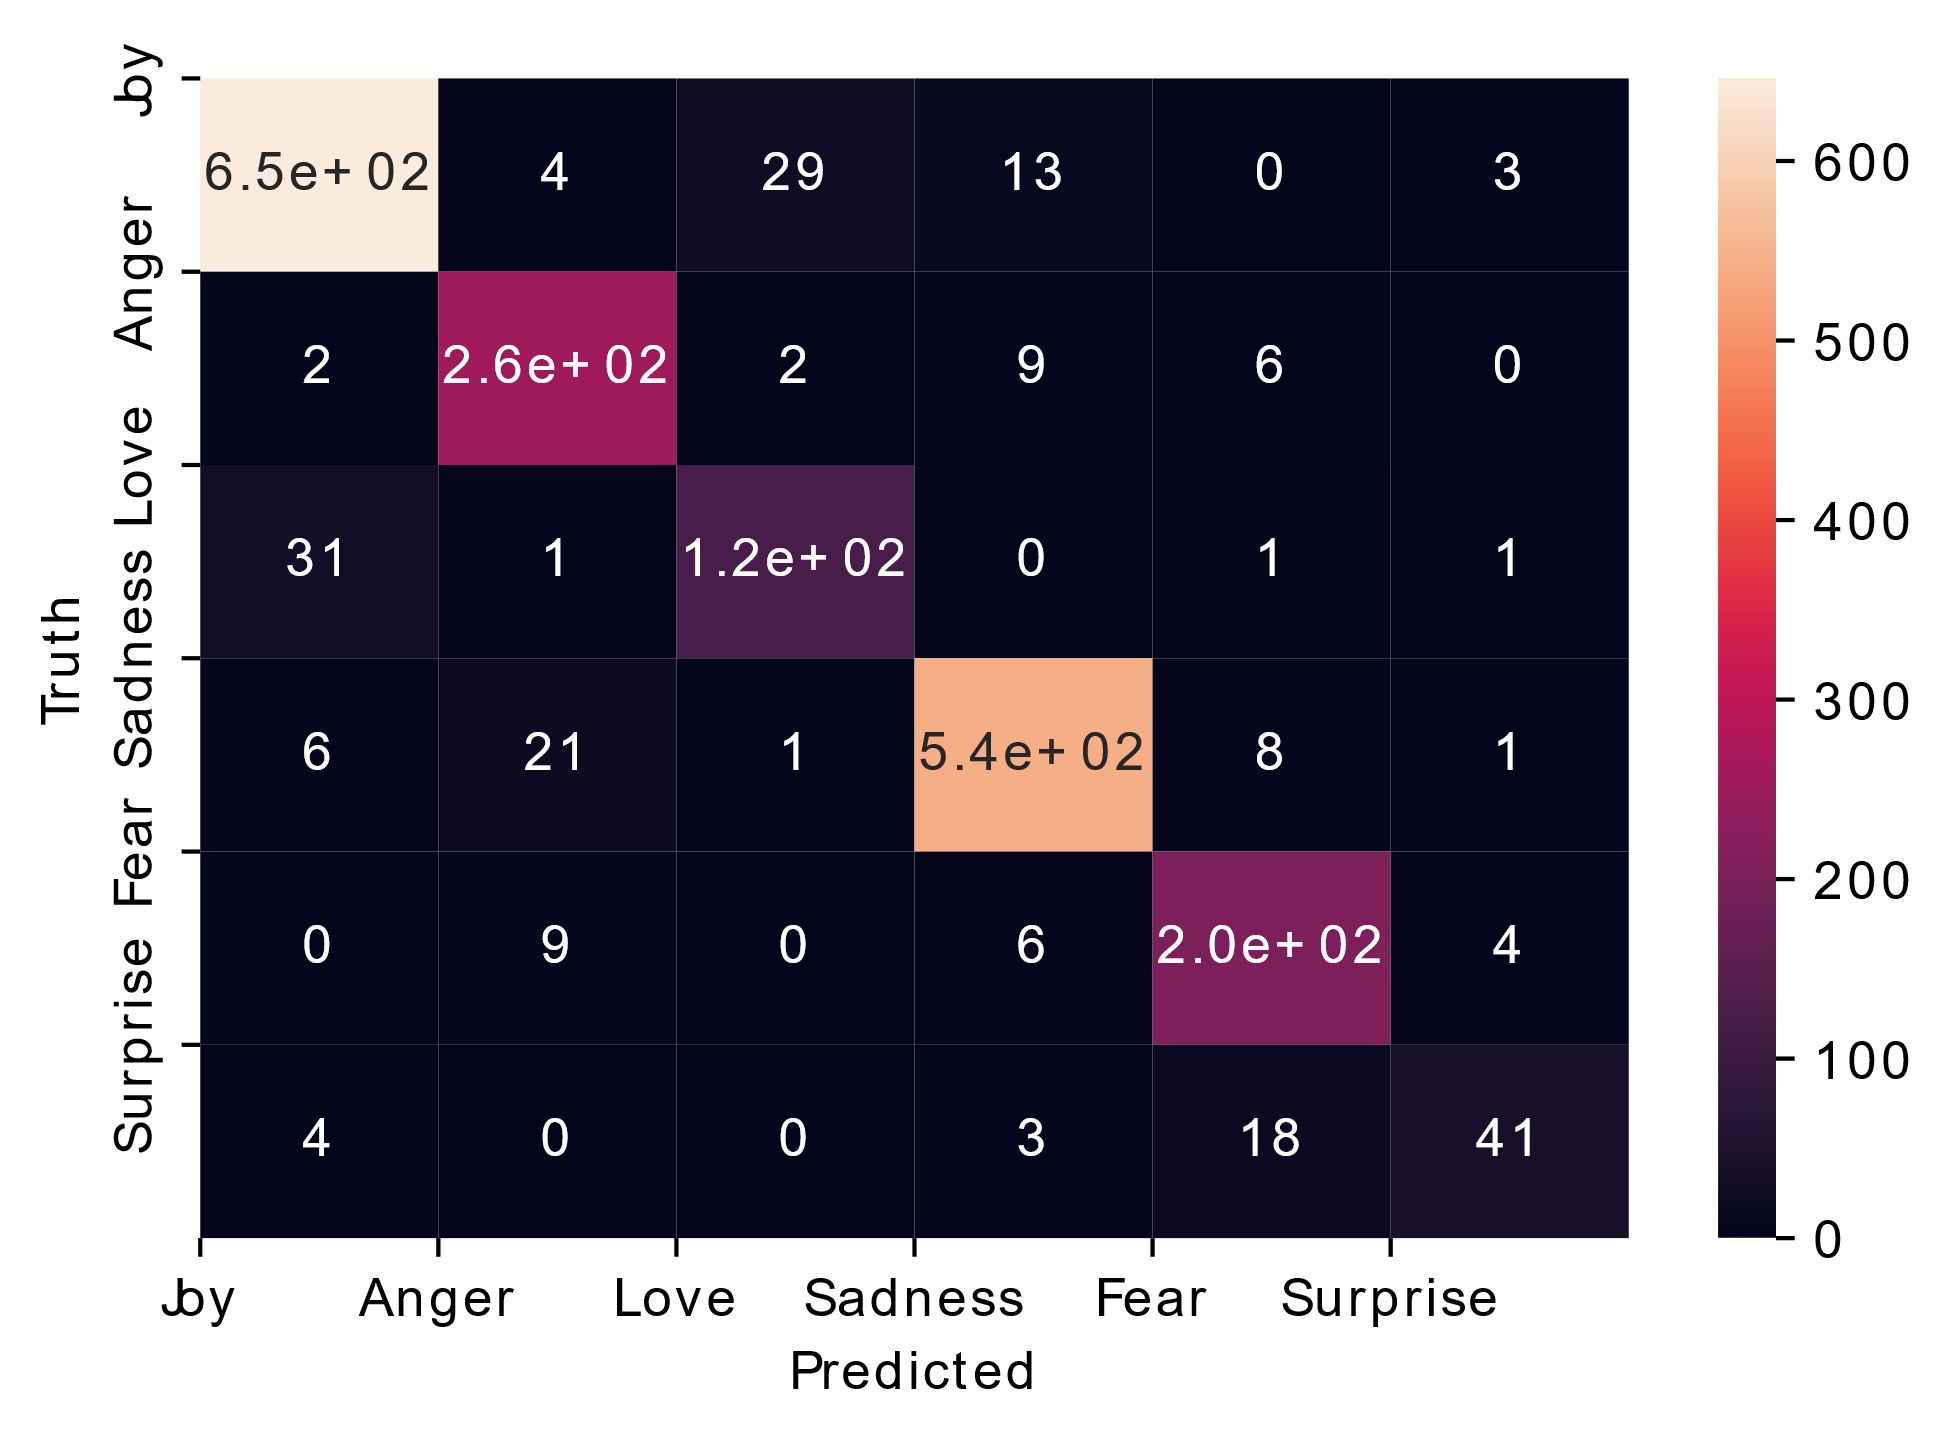 Joy
6.5e+02 4 29 13 0 3
600
Anger
2 2.6e+02 2 9 6 0
500
Love
31 1 1.2e+02 0 1 1
400
Truth
Sadness
6 21 1 5.4e+02 8 1
300
Fear
0 9 0 6 2.0e+02 4
200
Surprise
4 0 0 3 18 41
100
0
Joy Anger Love Sadness Fear Surprise
Predicted